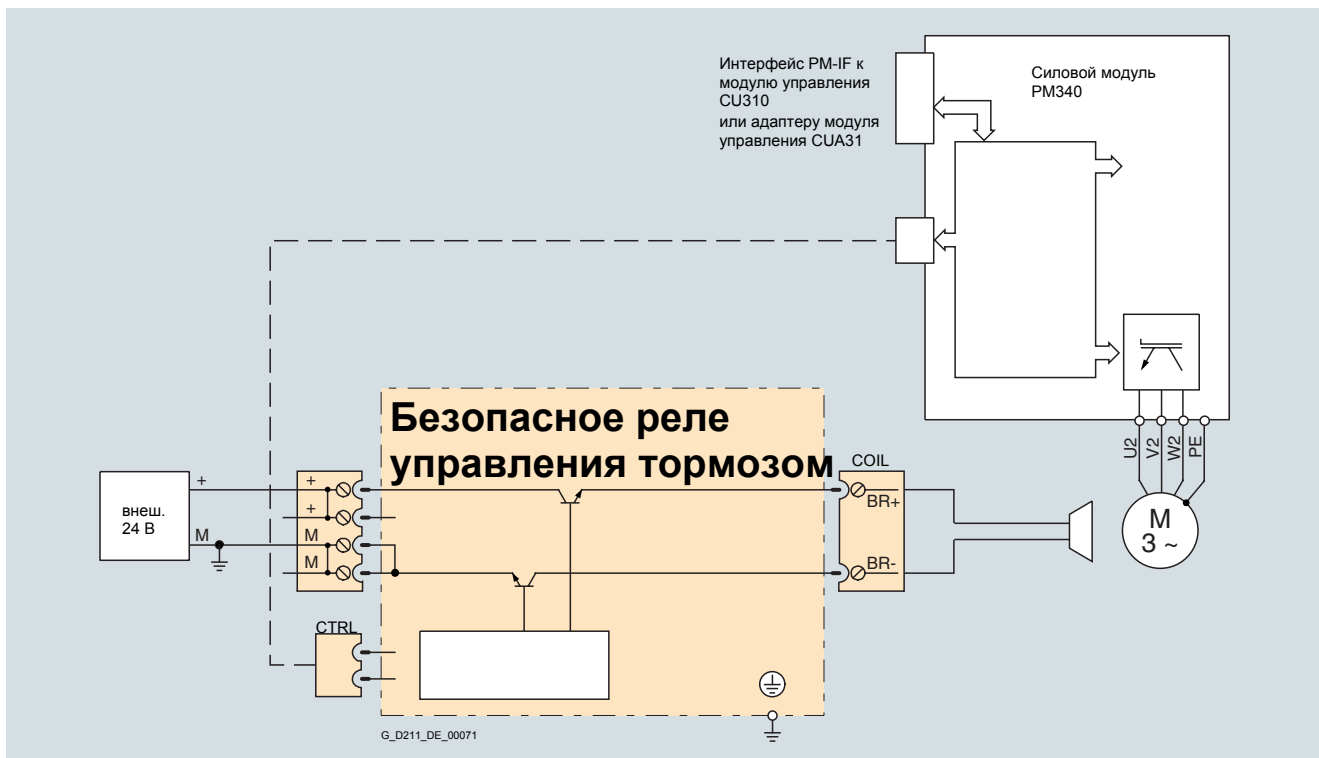 Интерфейс PM-IF к
модулю управления
CU310
или адаптеру модуля
управления CUA31
Силовой модуль
PM340
Безопасное реле
управления тормозом
COIL
U2
V2
W2
PE
внеш.
24 В
+
M
+
+
M
M
BR+
BR-
M
3 ~
CTRL
G_D211_DE_00071